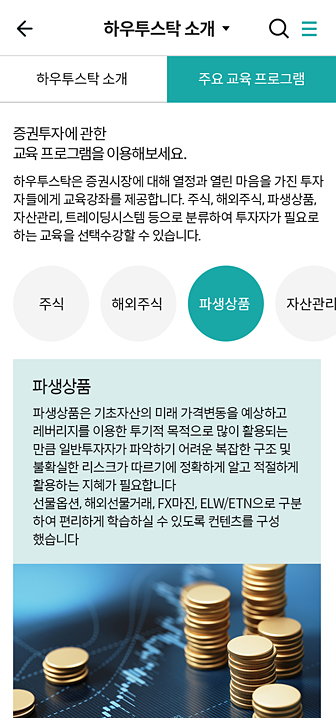 하우투스탁 소개
하우투스탁 소개
주요 교육 프로그램
증권투자에 관한
교육 프로그램을 이용해보세요.
하우투스탁은 증권시장에 대해 열정과 열린 마음을 가진 투자
자들에게 교육강좌를 제공합니다. 주식, 해외주식, 파생상품,
자산관리, 트레이딩시스템 등으로 분류하여 투자자가 필요로
하는 교육을 선택수강할 수 있습니다.
주식
해외주식
파생상품
자산관리
파생상품
파생상품은 기초자산의 미래 가격변동을 예상하고
레버리지를 이용한 투기적 목적으로 많이 활용되는
만큼 일반투자자가 파악하기 어려운 복잡한 구조 및
불확실한 리스크가 따르기에 정확하게 알고 적절하게
활용하는 지혜가 필요합니다
선물옵션, 해외선물거래, FX마진, ELW/ETN으로 구분
하여 편리하게 학습하실 수 있도록 컨텐츠를 구성
했습니다